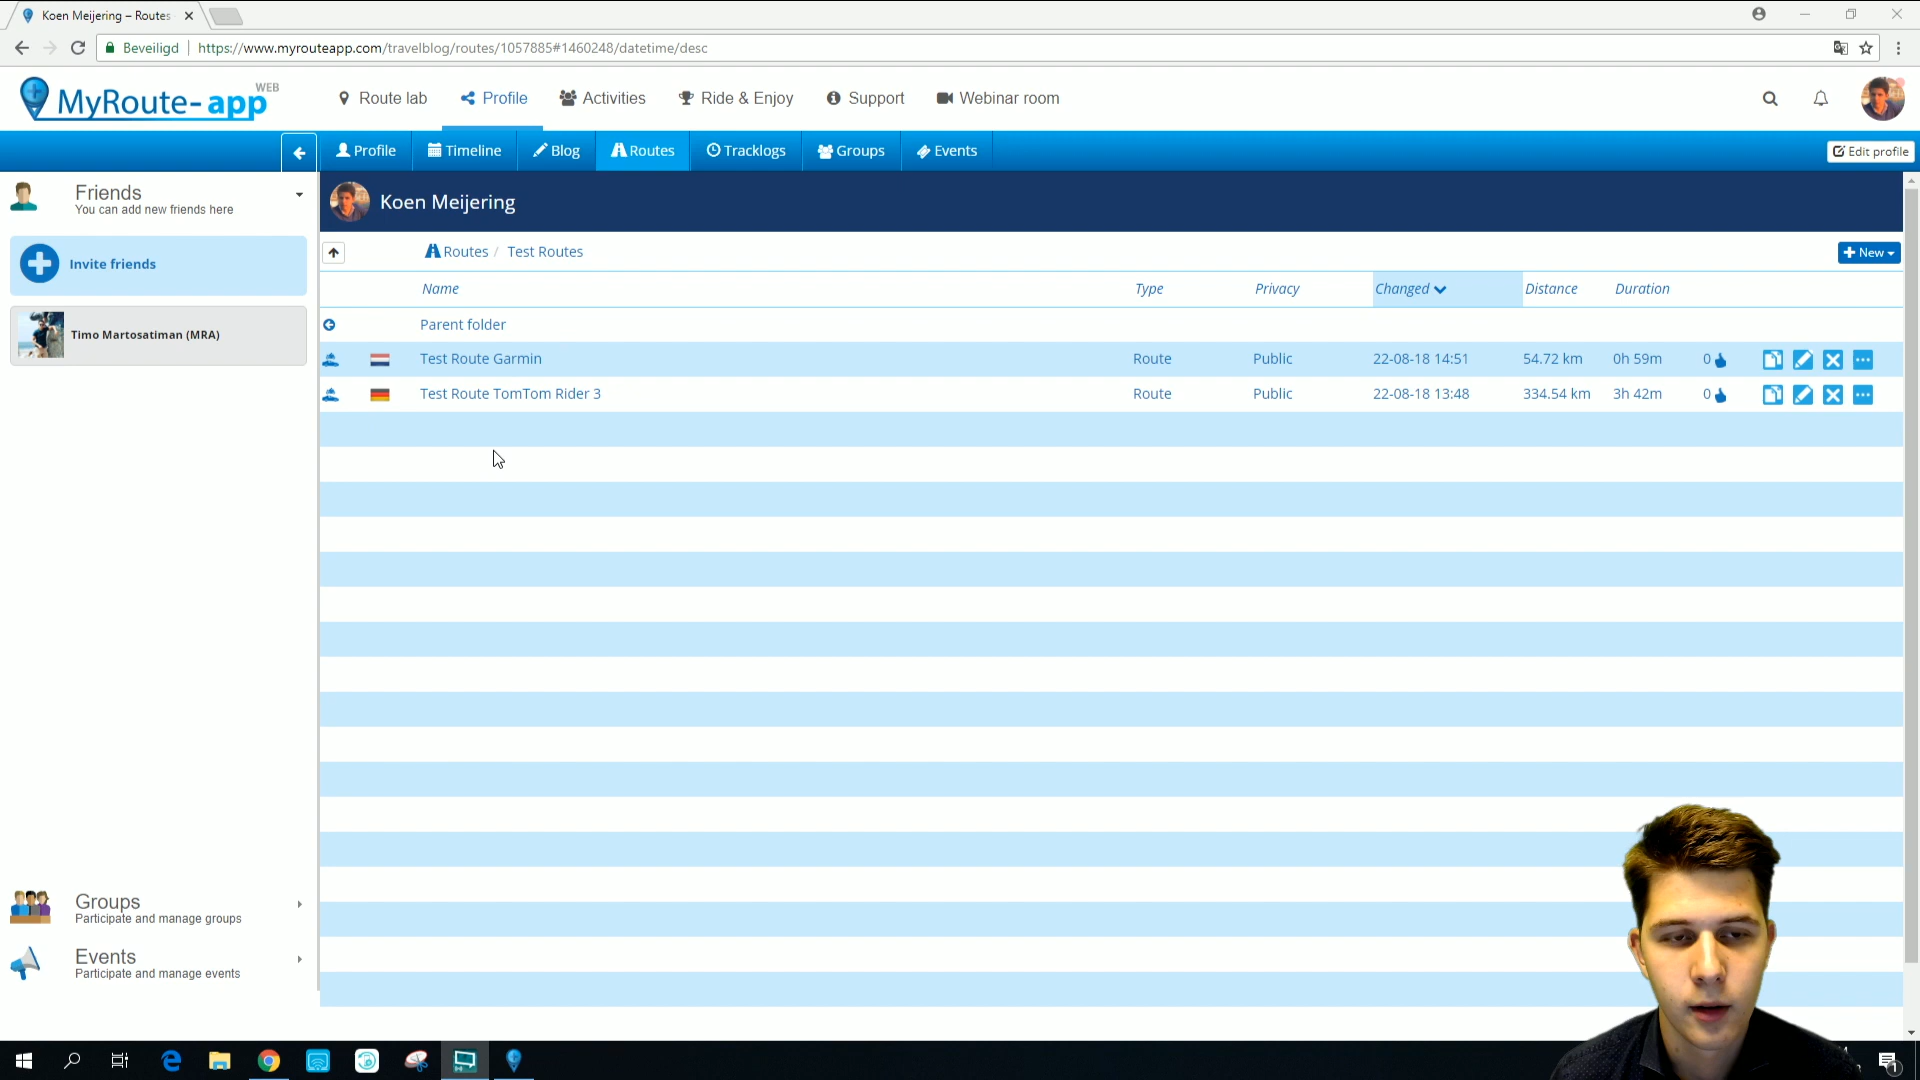 Koen Meijering – Routes
Beveiligd https://www.myrouteapp.com/travelblog/routes/1057885#1460248/datetime/desc
MyRoute-app WEB
Route lab Profile Activities Ride & Enjoy Support Webinar room
Profile Timeline Blog Routes Tracklogs Groups Events Edit profile
Friends
You can add new friends here
Invite friends
Timo Martosatiman (MRA)
Koen Meijering
Routes / Test Routes New
Name Type Privacy Changed Distance Duration
Parent folder
Test Route Garmin Route Public 22-08-18 14:51 54.72 km 0h 59m 0
Test Route TomTom Rider 3 Route Public 22-08-18 13:48 334.54 km 3h 42m 0
Groups
Participate and manage groups
Events
Participate and manage events
1